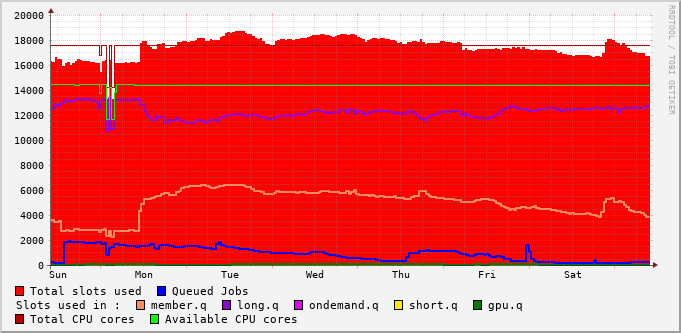 20000
18000
16000
14000
12000
10000
8000
6000
4000
2000
0
Sun Mon Tue Wed Thu Fri Sat
Total slots used Queued Jobs
Slots used in : member.q long.q ondemand.q short.q gpu.q
Total CPU cores Available CPU cores
RRDTOOL / TOBI OETIKER